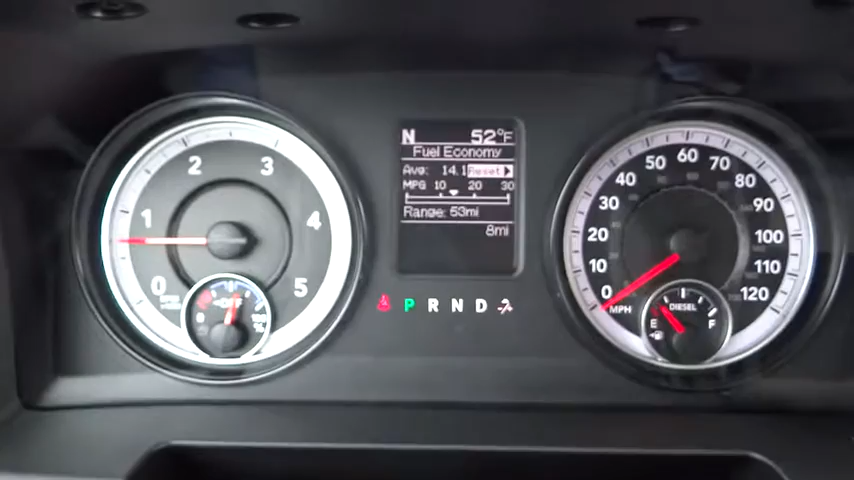 N 52°F
Fuel Economy
Avg: 14.1 Reset
MPG 10 20 30
Range: 53mi
8mi
0 1 2 3 4 5
OFF
P R N D
0 10 20 30 40 50 60 70 80 90 100 110 120
MPH
DIESEL
E F